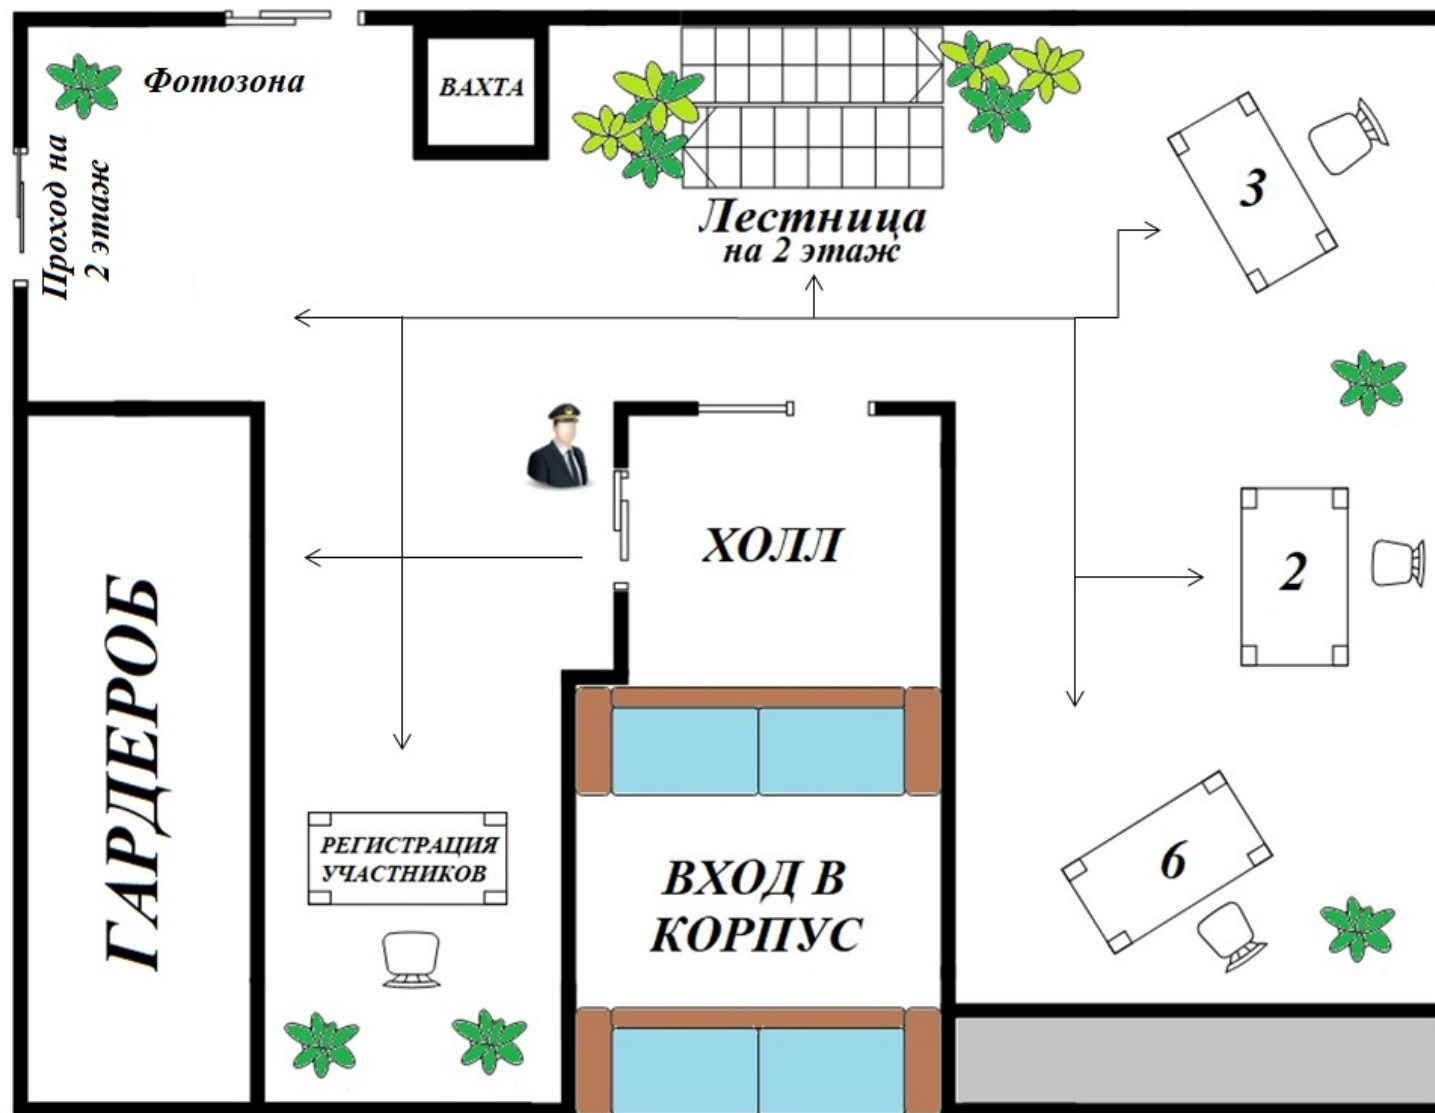 Фотозона
ВАХТА
Проход на
2 этаж
3
Лестница
на 2 этаж
ХОЛЛ
2
ГАРДЕРОБ
РЕГИСТРАЦИЯ
УЧАСТНИКОВ
ВХОД В
КОРПУС
6